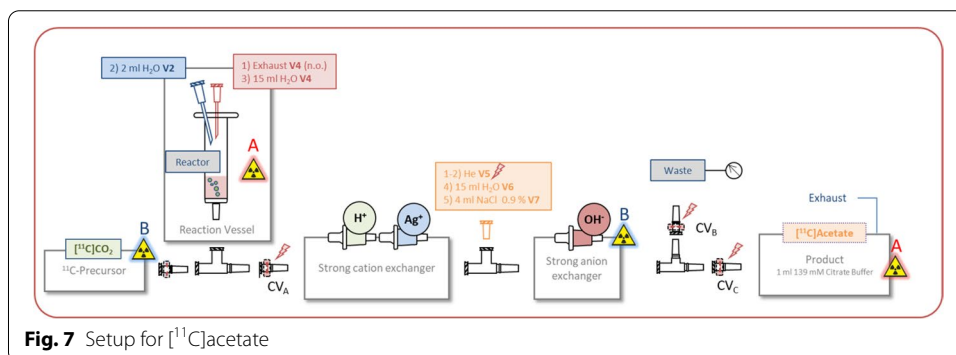 2) 2 ml H₂O V2
1) Exhaust V4 (n.o.)
3) 15 ml H₂O V4
Reactor
A
Reaction Vessel
B
[¹¹C]CO₂
¹¹C-Precursor
CV_A
H⁺
Ag⁺
Strong cation exchanger
1-2) He V5
4) 15 ml H₂O V6
5) 4 ml NaCl 0.9 % V7
OH⁻
B
Strong anion
exchanger
Waste
CV_B
CV_C
Exhaust
[¹¹C]Acetate
Product
1 ml 139 mM Citrate Buffer
A
Fig. 7 Setup for [¹¹C]acetate